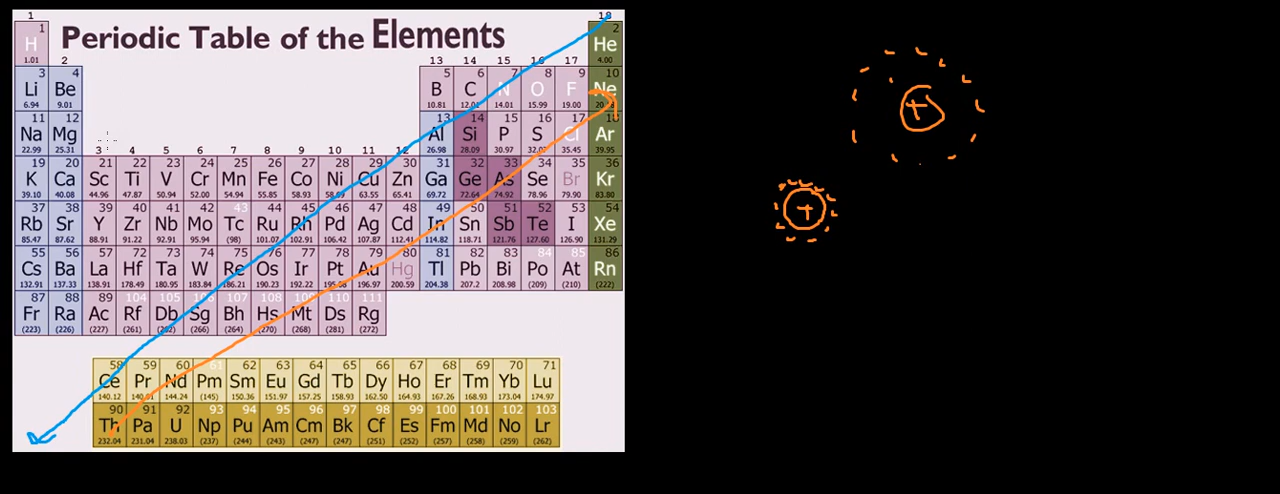 1 18
1 Periodic Table of the Elements 2
H He
1.01 2 13 14 15 16 17 4.00
3 4 5 6 7 8 9 10
Li Be B C N O F Ne
6.94 9.01 10.81 14.01 15.99 19.00
11 12 13 14 15 16 17 18
Na Mg Al Si P S Cl Ar
22.99 25.31 3 4 5 6 7 8 9 10 11 12 26.98 28.09 30.97 35.45 39.95
19 20 21 22 23 24 25 26 27 28 29 30 31 32 33 34 35 36
K Ca Sc Ti V Cr Mn Fe Co Ni Cu Zn Ga Ge As Se Br Kr
39.10 40.08 44.96 47.87 50.94 52.00 54.94 55.85 58.93 63.55 65.41 69.72 72.64 74.92 78.96 79.90 83.80
37 38 39 40 41 42 43 44 45 46 47 48 49 50 51 52 53 54
Rb Sr Y Zr Nb Mo Tc Ru Rh Pd Ag Cd In Sn Sb Te I Xe
85.47 87.62 88.91 91.22 92.91 95.94 (98) 101.07 102.91 106.42 107.87 112.41 114.82 118.71 121.76 127.60 126.90 131.29
55 56 57 72 73 74 75 76 77 78 79 80 81 82 83 84 85 86
Cs Ba La Hf Ta W Re Os Ir Pt Au Hg Tl Pb Bi Po At Rn
132.91 137.33 138.91 178.49 180.95 183.84 186.21 190.23 192.22 196.97 200.59 204.38 207.2 208.98 (209) (210) (222)
87 88 89 104 105 106 107 108 109 110 111
Fr Ra Ac Rf Db Sg Bh Hs Mt Ds Rg
(223) (226) (227) (261) (266) (264) (270) (268) (281) (272)
58 59 60 61 62 63 64 65 66 67 68 69 70 71
Ce Pr Nd Pm Sm Eu Gd Tb Dy Ho Er Tm Yb Lu
140.12 144.24 (145) 150.36 151.97 157.25 158.93 162.50 164.93 167.26 168.93 173.04 174.97
90 91 92 93 94 95 96 97 98 99 100 101 102 103
Th Pa U Np Pu Am Cm Bk Cf Es Fm Md No Lr
232.04 231.04 238.03 (237) (244) (243) (247) (247) (251) (252) (257) (258) (259) (262)
+
+